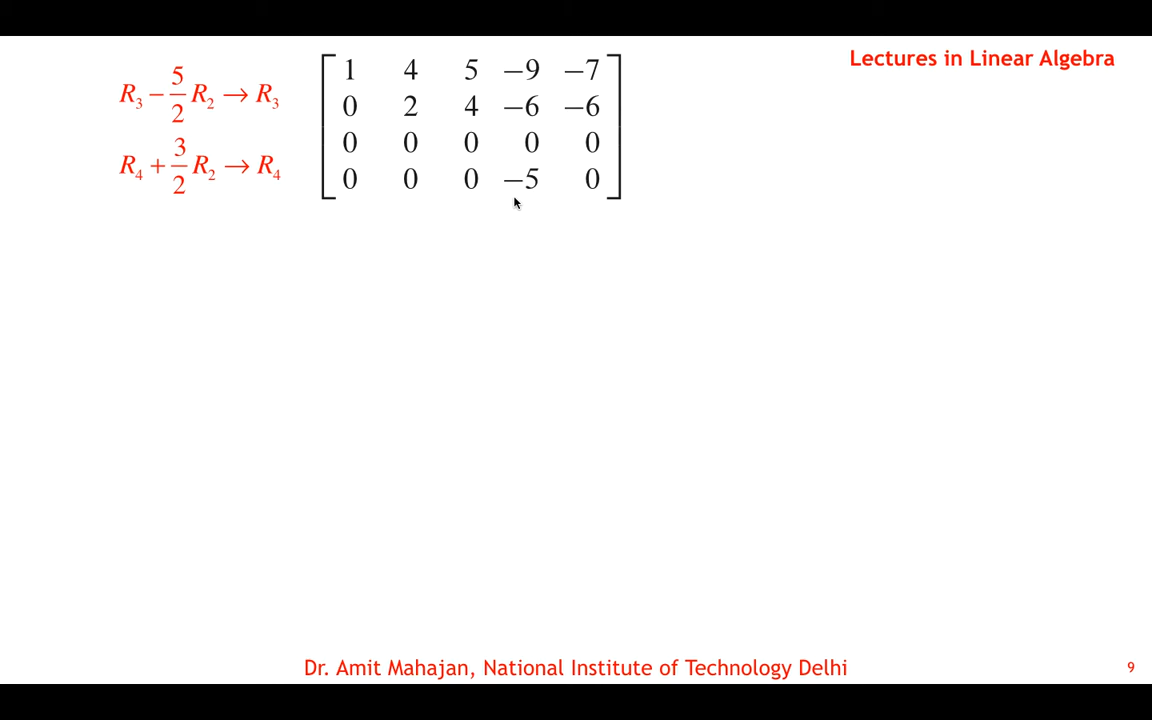 Lectures in Linear Algebra
R₃ − 5/2 R₂ → R₃
R₄ + 3/2 R₂ → R₄
1 4 5 −9 −7
0 2 4 −6 −6
0 0 0 0 0
0 0 0 −5 0
Dr. Amit Mahajan, National Institute of Technology Delhi
9